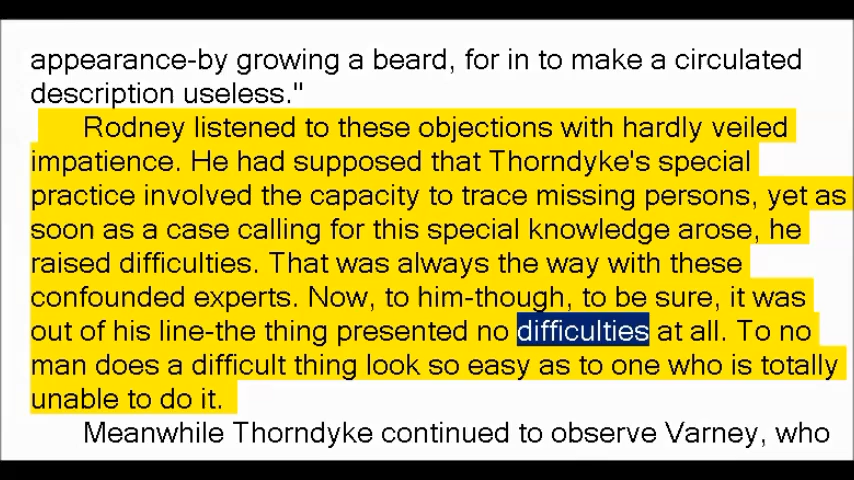 appearance-by growing a beard, for in to make a circulated
description useless."
Rodney listened to these objections with hardly veiled
impatience. He had supposed that Thorndyke's special
practice involved the capacity to trace missing persons, yet as
soon as a case calling for this special knowledge arose, he
raised difficulties. That was always the way with these
confounded experts. Now, to him-though, to be sure, it was
out of his line-the thing presented no difficulties at all. To no
man does a difficult thing look so easy as to one who is totally
unable to do it.
Meanwhile Thorndyke continued to observe Varney, who